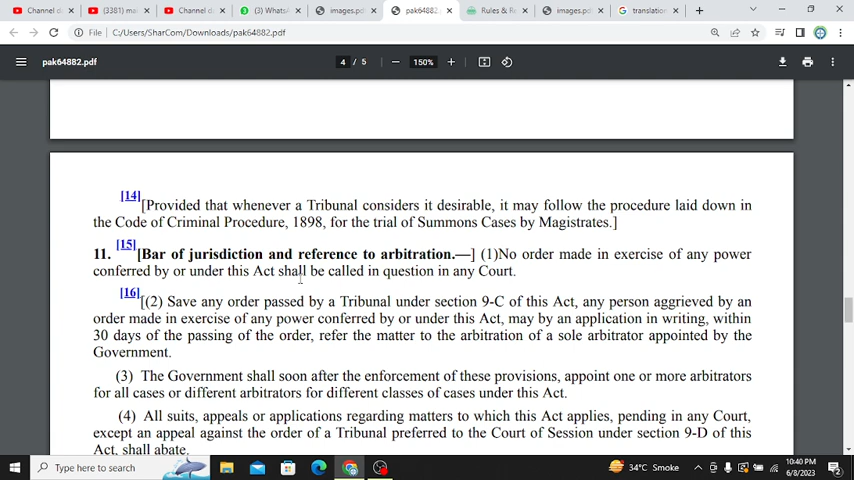 Channel d
(3381) ma
Channel d
(3) WhatsA
images.pd
pak64882.
Rules & Re
images.pd
translation
File
C:/Users/SharCom/Downloads/pak64882.pdf
pak64882.pdf
4 / 5
150%
[14][Provided that whenever a Tribunal considers it desirable, it may follow the procedure laid down in
the Code of Criminal Procedure, 1898, for the trial of Summons Cases by Magistrates.]
11. [15][Bar of jurisdiction and reference to arbitration.—] (1)No order made in exercise of any power
conferred by or under this Act shall be called in question in any Court.
[16][(2) Save any order passed by a Tribunal under section 9-C of this Act, any person aggrieved by an
order made in exercise of any power conferred by or under this Act, may by an application in writing, within
30 days of the passing of the order, refer the matter to the arbitration of a sole arbitrator appointed by the
Government.
(3) The Government shall soon after the enforcement of these provisions, appoint one or more arbitrators
for all cases or different arbitrators for different classes of cases under this Act.
(4) All suits, appeals or applications regarding matters to which this Act applies, pending in any Court,
except an appeal against the order of a Tribunal preferred to the Court of Session under section 9-D of this
Act, shall abate.
Type here to search
34°C Smoke
10:40 PM
6/8/2023
2